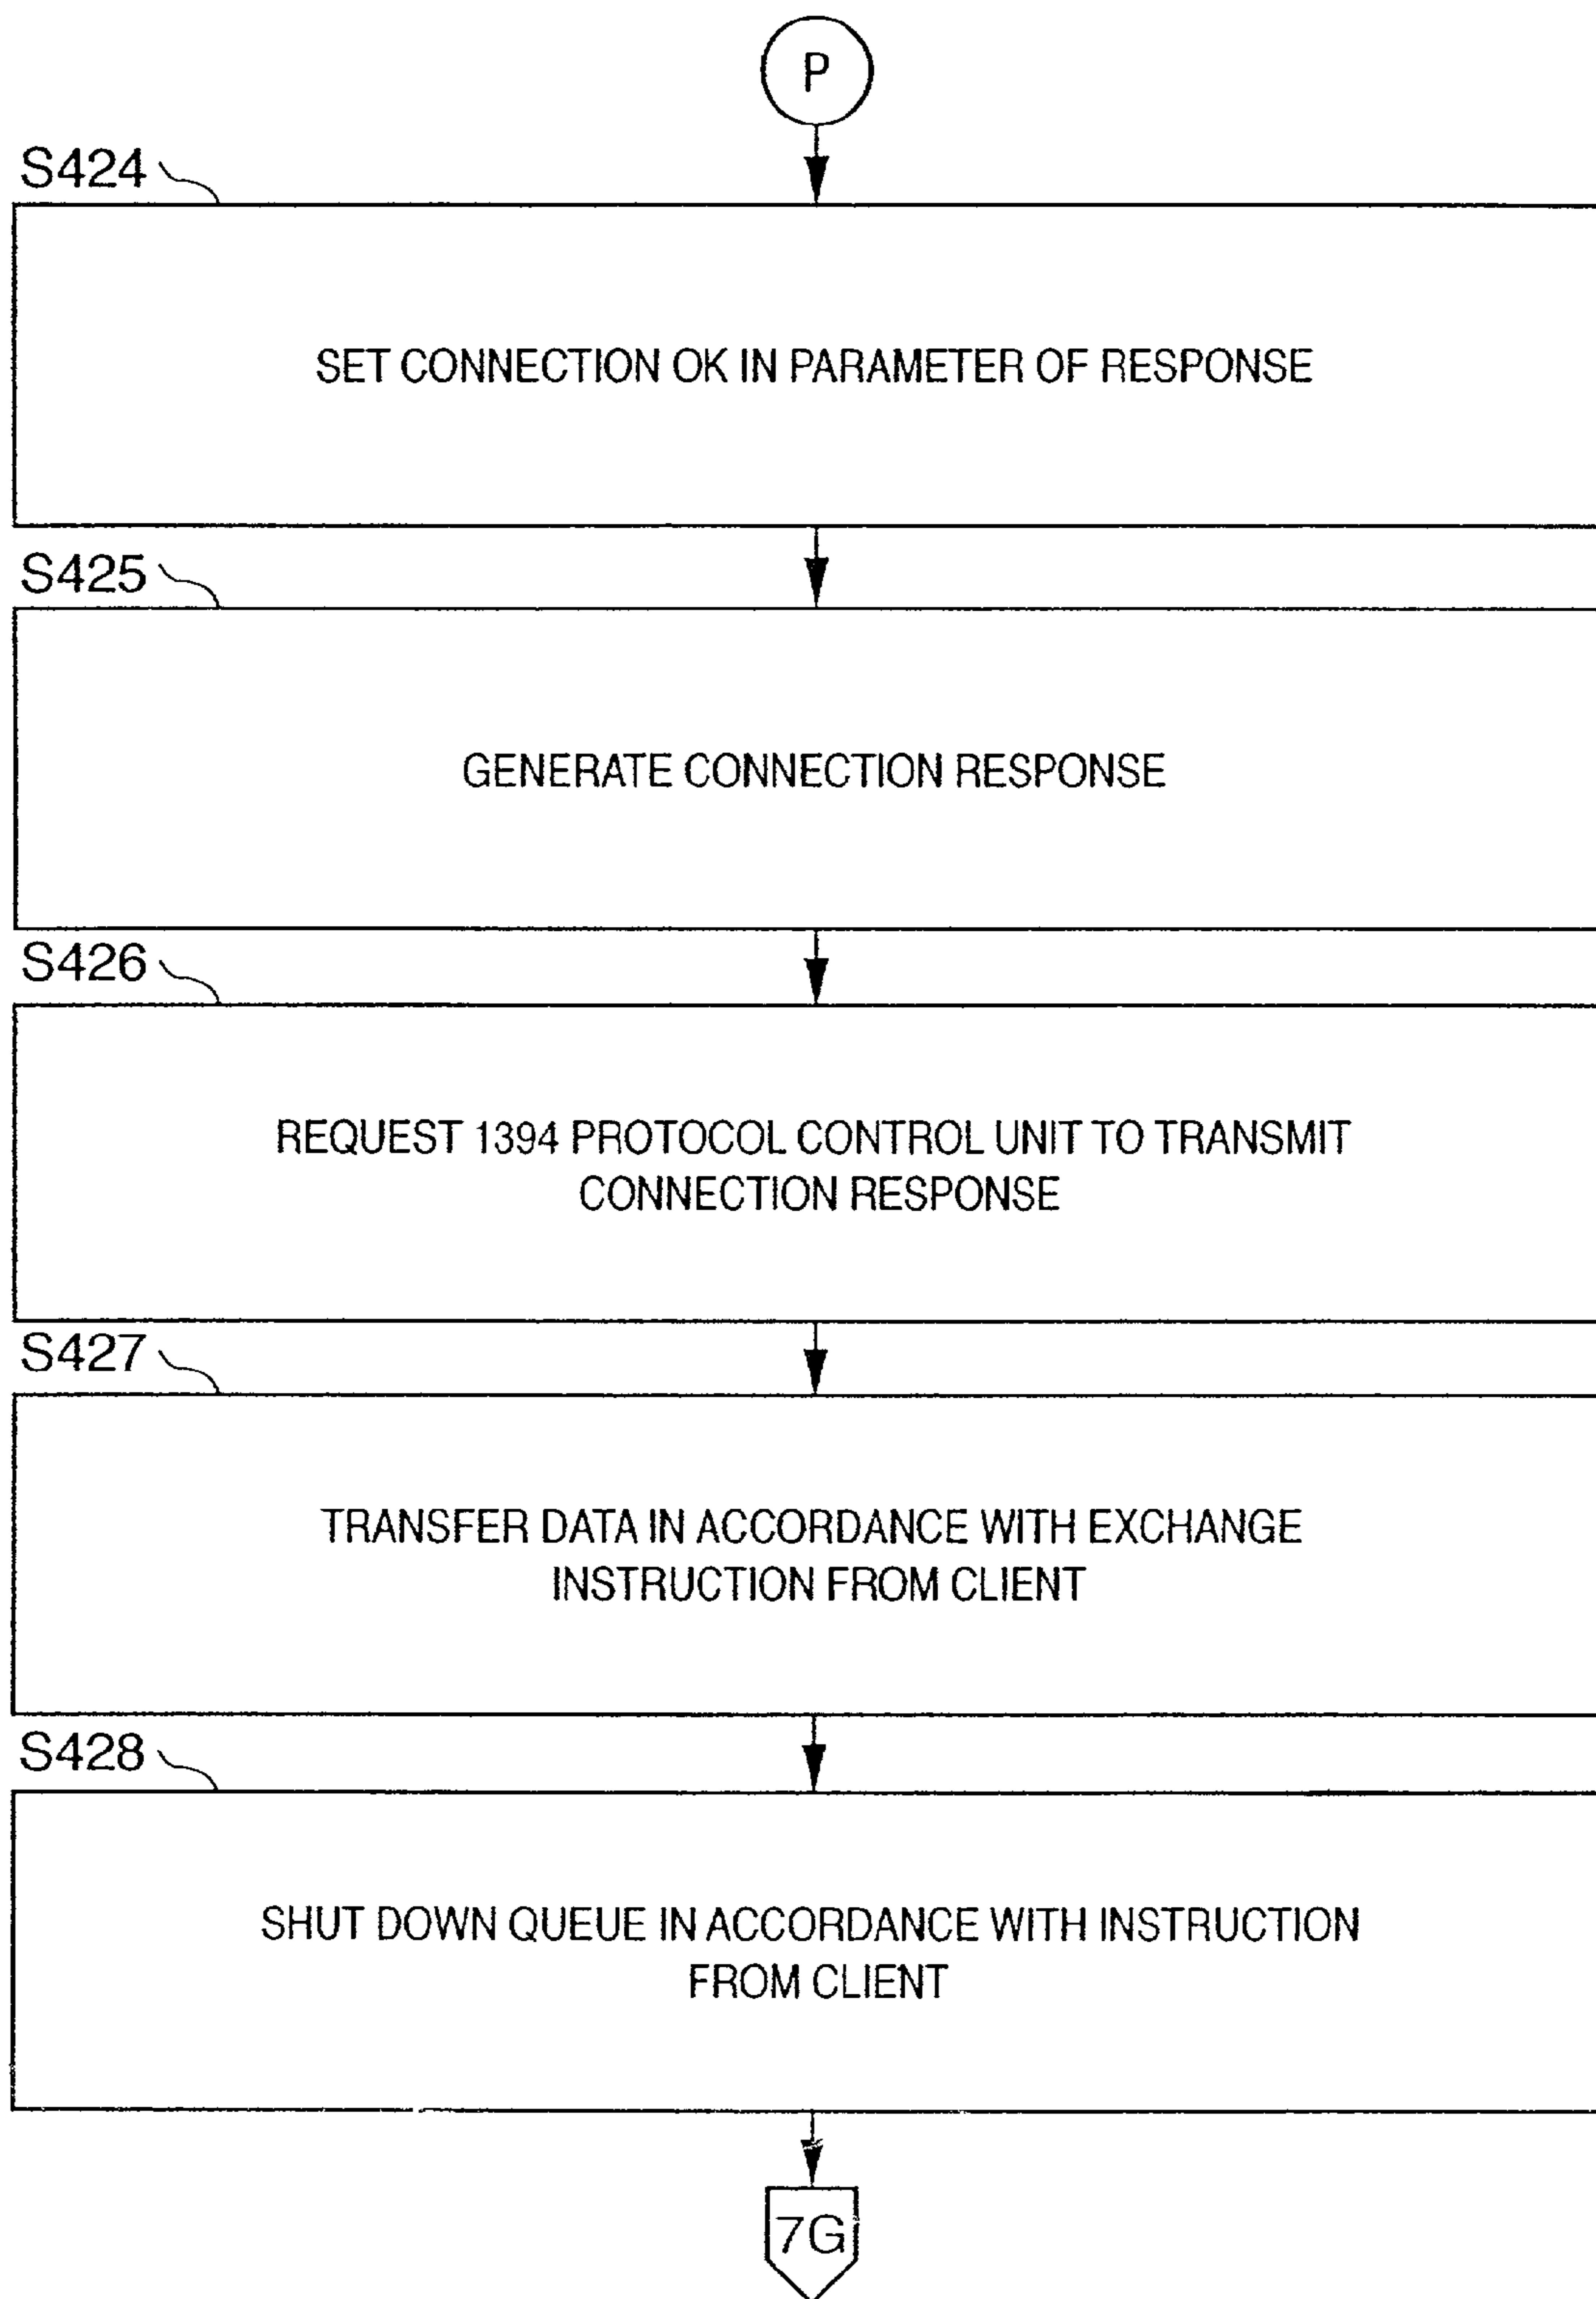 P
S424
SET CONNECTION OK IN PARAMETER OF RESPONSE
S425
GENERATE CONNECTION RESPONSE
S426
REQUEST 1394 PROTOCOL CONTROL UNIT TO TRANSMIT
CONNECTION RESPONSE
S427
TRANSFER DATA IN ACCORDANCE WITH EXCHANGE
INSTRUCTION FROM CLIENT
S428
SHUT DOWN QUEUE IN ACCORDANCE WITH INSTRUCTION
FROM CLIENT
7G